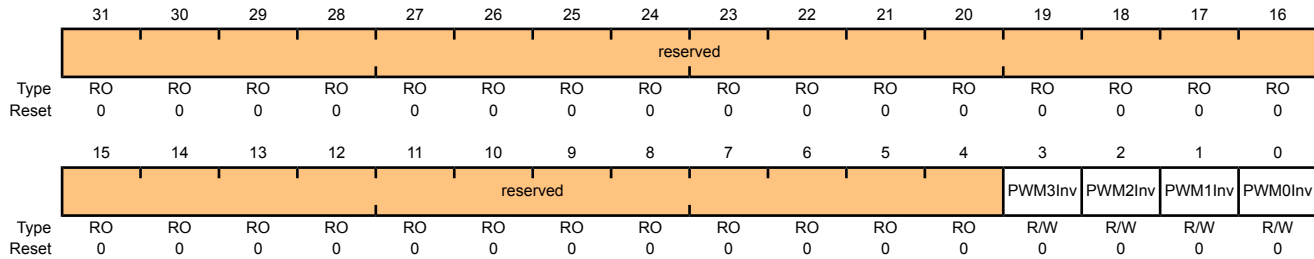 31 30 29 28 27 26 25 24 23 22 21 20 19 18 17 16
reserved
Type RO RO RO RO RO RO RO RO RO RO RO RO RO RO RO RO
Reset 0 0 0 0 0 0 0 0 0 0 0 0 0 0 0 0
15 14 13 12 11 10 9 8 7 6 5 4 3 2 1 0
reserved PWM3Inv PWM2Inv PWM1Inv PWM0Inv
Type RO RO RO RO RO RO RO RO RO RO RO RO R/W R/W R/W R/W
Reset 0 0 0 0 0 0 0 0 0 0 0 0 0 0 0 0